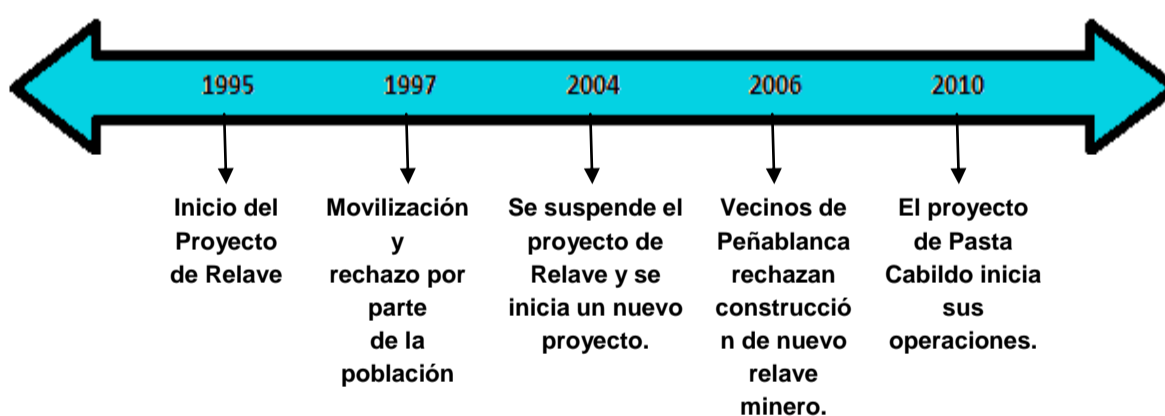 1995
1997
2004
2006
2010
Inicio del
Proyecto
de Relave
Movilización
y
rechazo por
parte
de la
población
Se suspende el
proyecto de
Relave y se
inicia un nuevo
proyecto.
Vecinos de
Peñablanca
rechazan
construcció
n de nuevo
relave
minero.
El proyecto
de Pasta
Cabildo inicia
sus
operaciones.